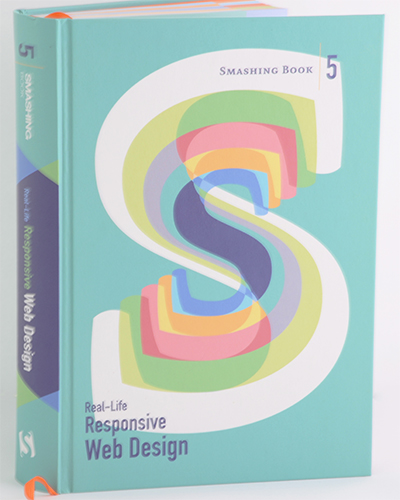 5
SMASHING
Real-Life Responsive Web Design
S
SMASHING BOOK | 5
Real-Life
Responsive
Web Design